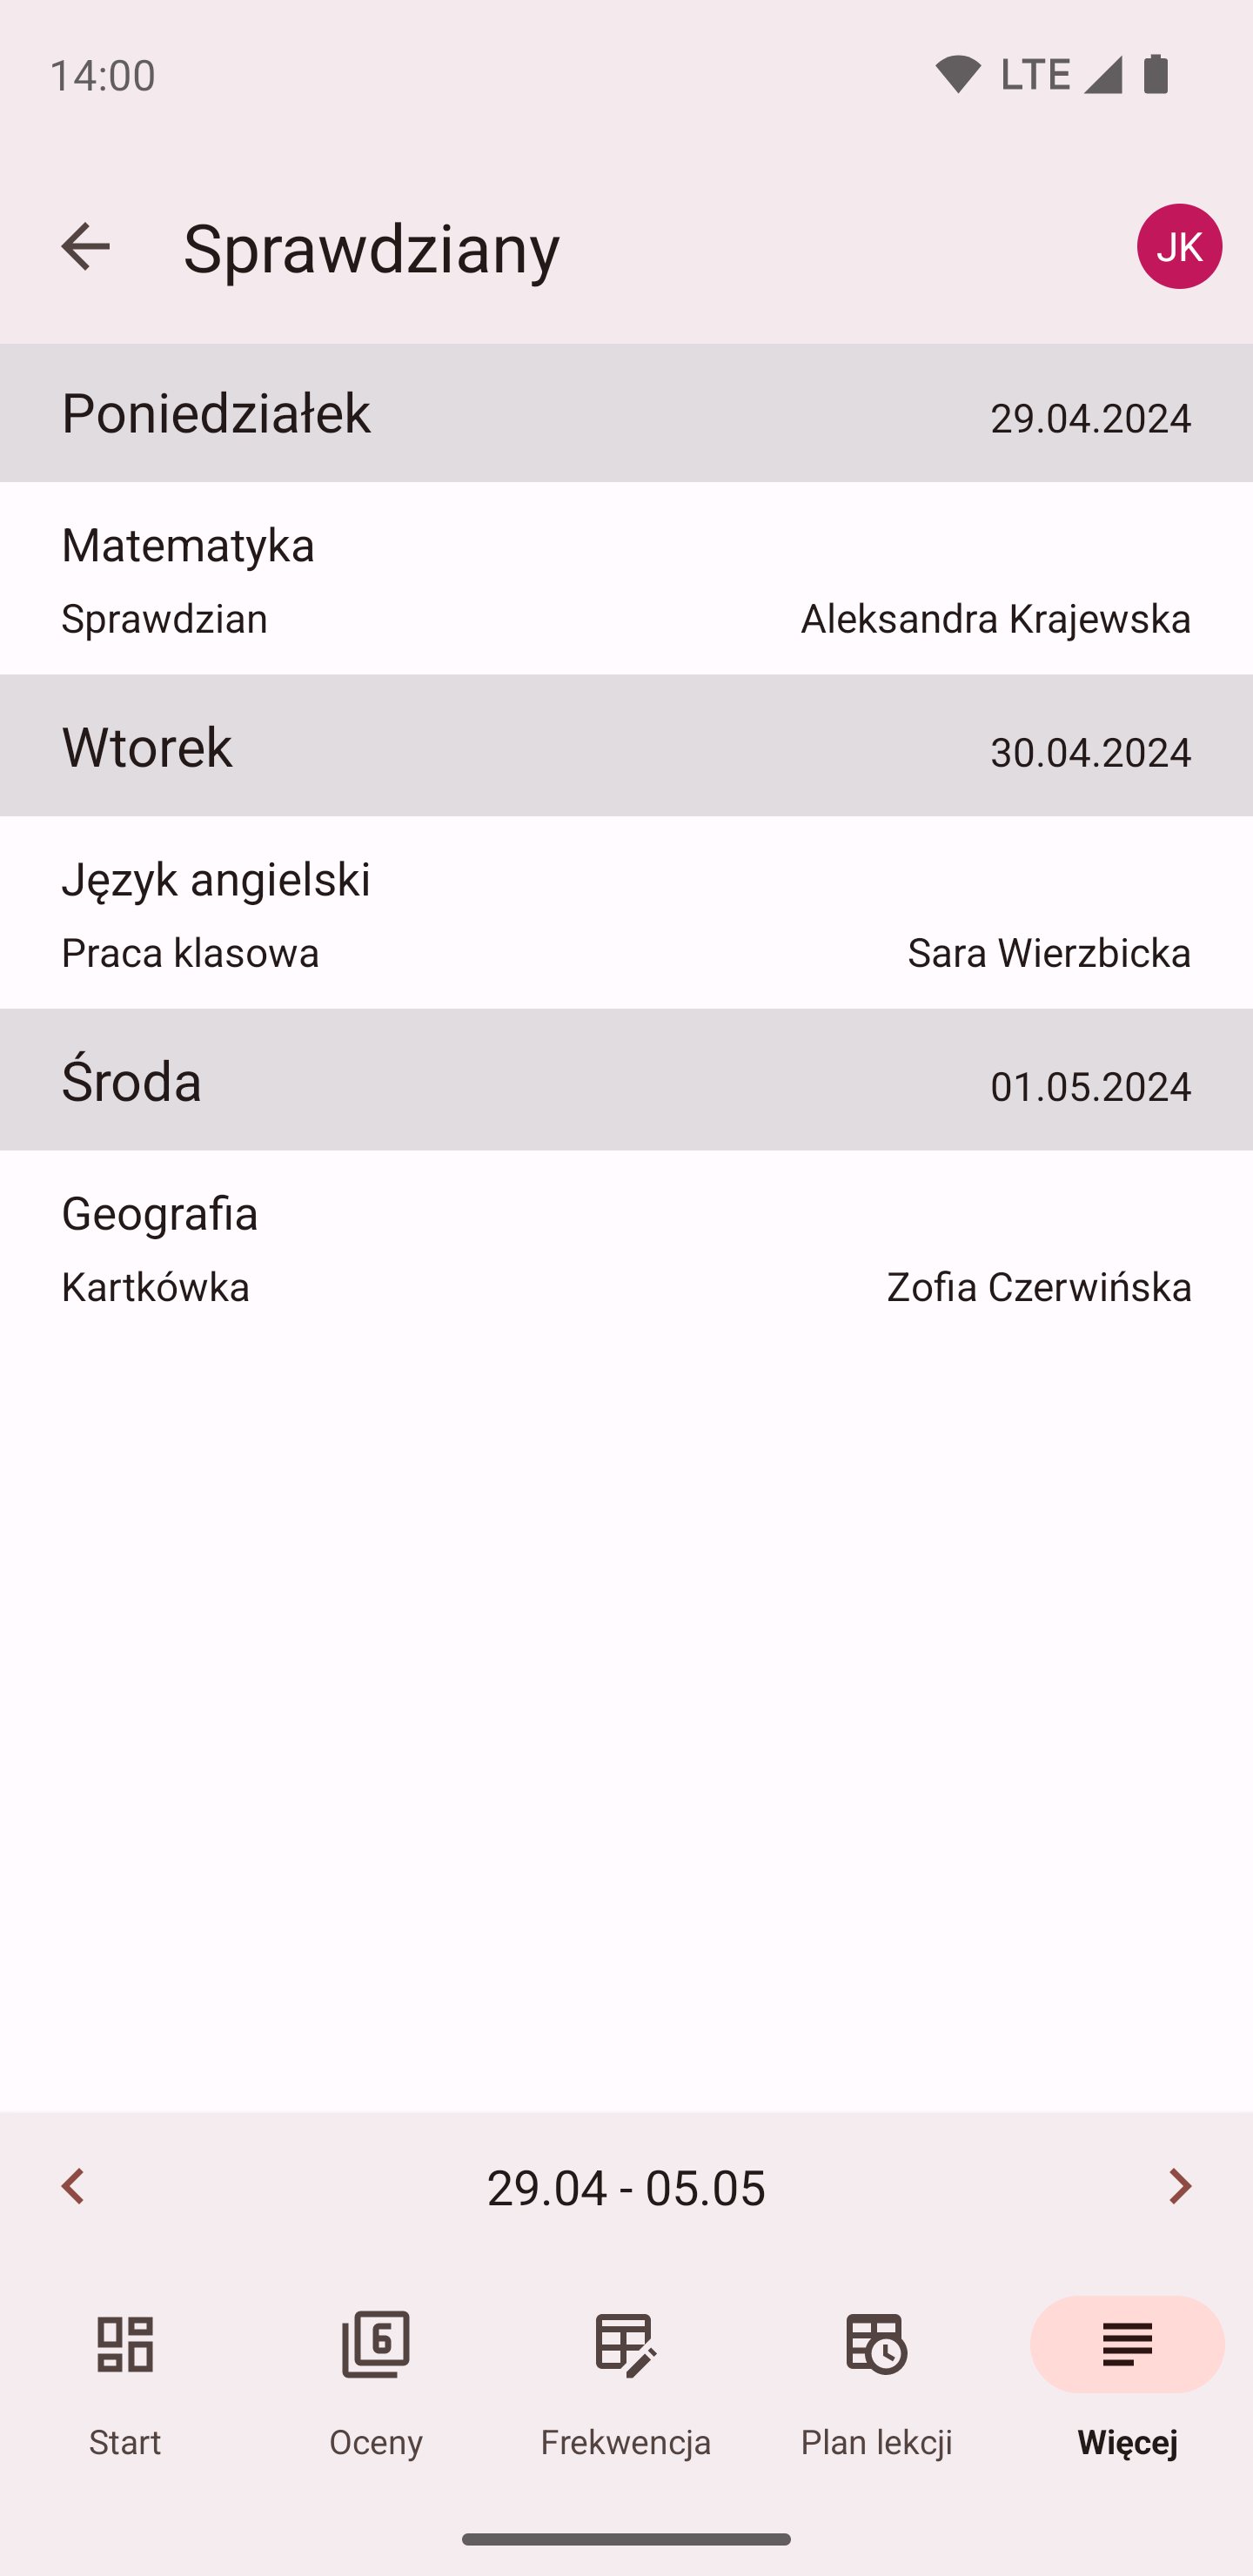 14:00 LTE
Sprawdziany JK
Poniedziałek 29.04.2024
Matematyka
Sprawdzian Aleksandra Krajewska
Wtorek 30.04.2024
Język angielski
Praca klasowa Sara Wierzbicka
Środa 01.05.2024
Geografia
Kartkówka Zofia Czerwińska
29.04 - 05.05
6
Start Oceny Frekwencja Plan lekcji Więcej